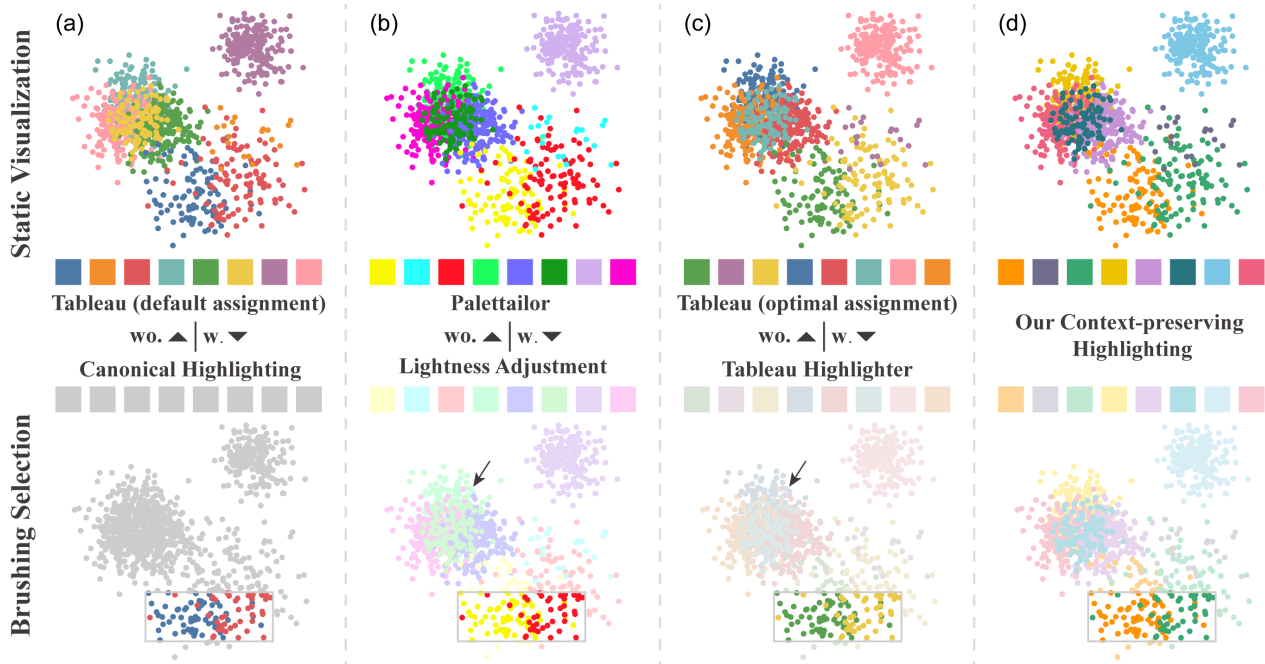 (a)
(b)
(c)
(d)
Static Visualization
Tableau (default assignment)
Palettailor
Tableau (optimal assignment)
Our Context-preserving
Highlighting
wo. ▲ | w. ▼
wo. ▲ | w. ▼
wo. ▲ | w. ▼
Canonical Highlighting
Lightness Adjustment
Tableau Highlighter
Brushing Selection